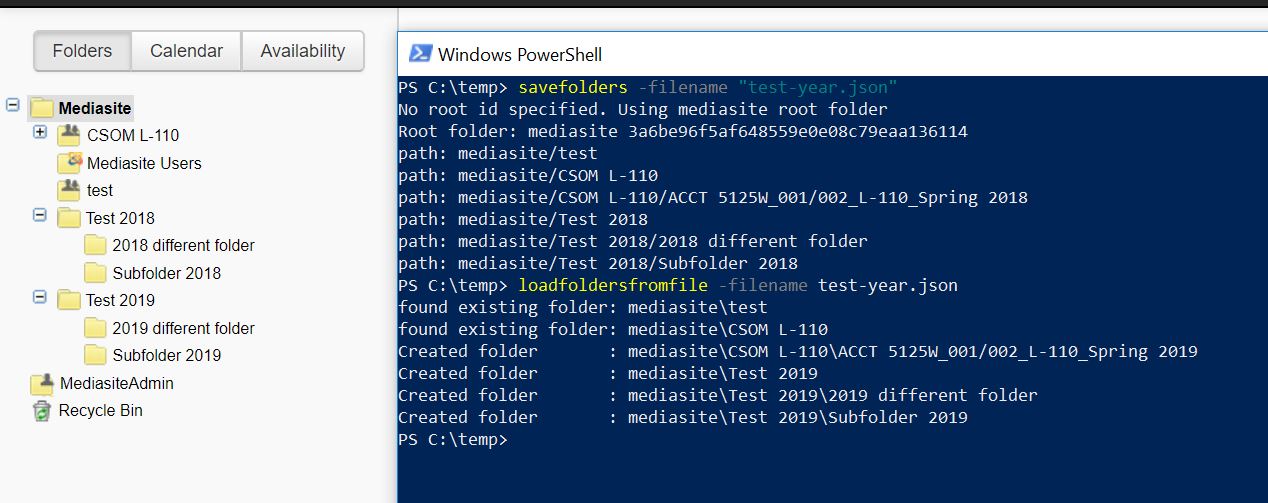 Folders Calendar Availability
Mediasite
CSOM L-110
Mediasite Users
test
Test 2018
2018 different folder
Subfolder 2018
Test 2019
2019 different folder
Subfolder 2019
MediasiteAdmin
Recycle Bin
Windows PowerShell
PS C:\temp> savefolders -filename "test-year.json"
No root id specified. Using mediasite root folder
Root folder: mediasite 3a6be96f5af648559e0e08c79eaa136114
path: mediasite/test
path: mediasite/CSOM L-110
path: mediasite/CSOM L-110/ACCT 5125W_001/002_L-110_Spring 2018
path: mediasite/Test 2018
path: mediasite/Test 2018/2018 different folder
path: mediasite/Test 2018/Subfolder 2018
PS C:\temp> loadfoldersfromfile -filename test-year.json
found existing folder: mediasite\test
found existing folder: mediasite\CSOM L-110
Created folder       : mediasite\CSOM L-110\ACCT 5125W_001/002_L-110_Spring 2019
Created folder       : mediasite\Test 2019
Created folder       : mediasite\Test 2019\2019 different folder
Created folder       : mediasite\Test 2019\Subfolder 2019
PS C:\temp>